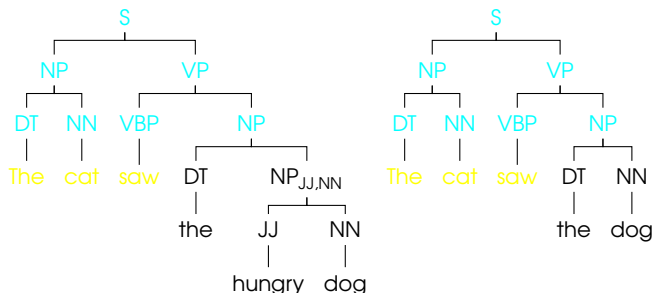 S S
NP VP NP VP
DT NN VBP NP DT NN VBP NP
The cat saw DT NP_JJ,NN The cat saw DT NN
the JJ NN the dog
hungry dog